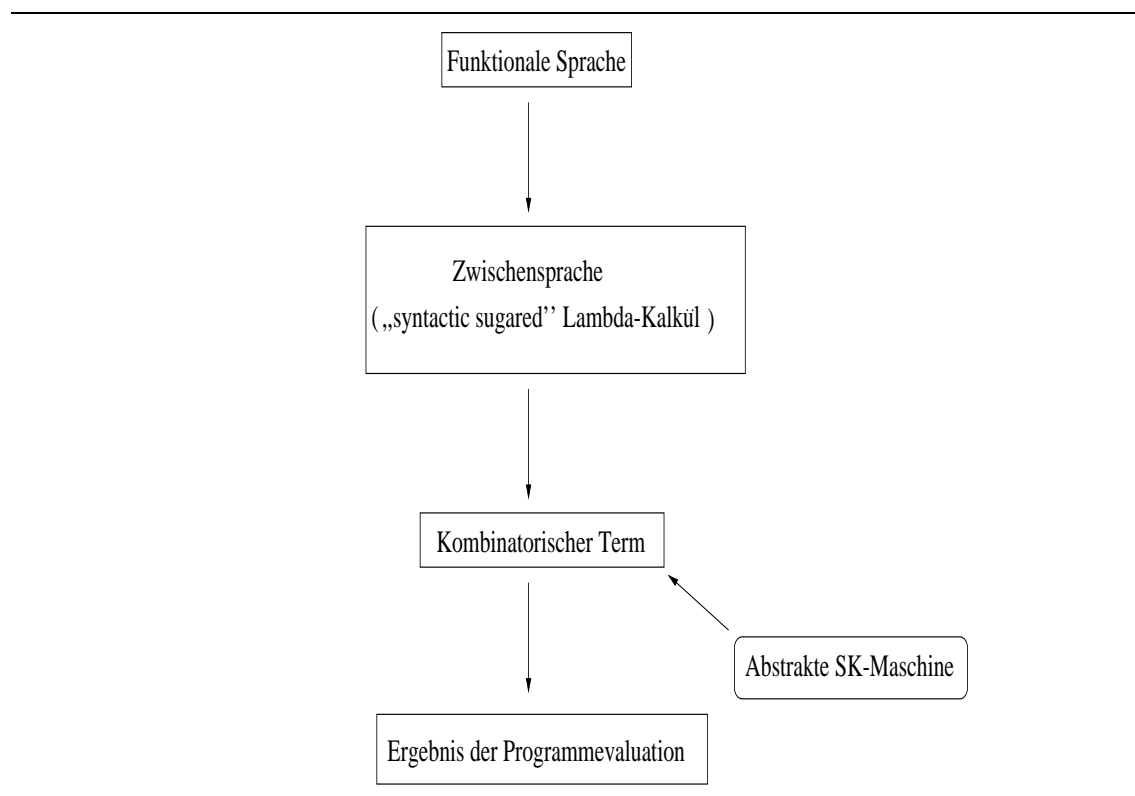 Funktionale Sprache
Zwischensprache
( ,,syntactic sugared’’ Lambda-Kalkül )
Kombinatorischer Term
Abstrakte SK-Maschine
Ergebnis der Programmevaluation